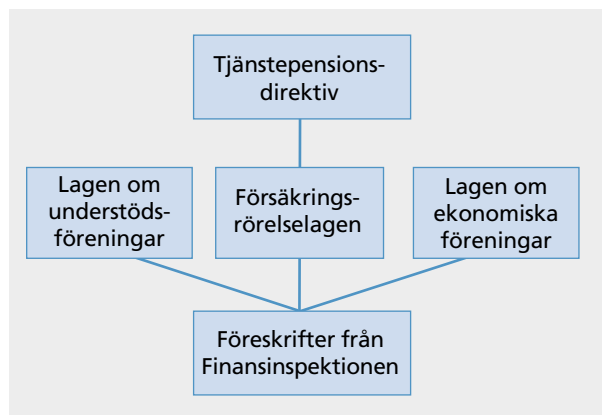 Tjänstepensions-
direktiv
Lagen om
understöds-
föreningar
Försäkrings-
rörelselagen
Lagen om
ekonomiska
föreningar
Föreskrifter från
Finansinspektionen